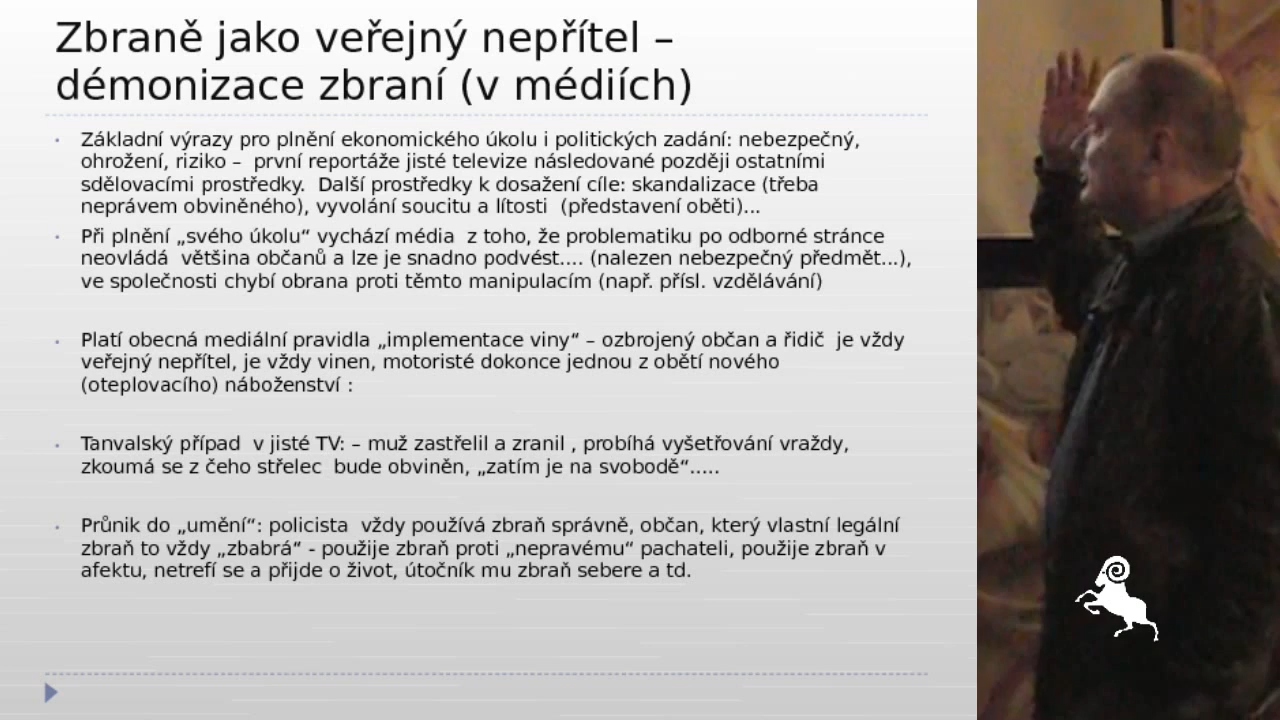 Zbraně jako veřejný nepřítel –
démonizace zbraní (v médiích)
Základní výrazy pro plnění ekonomického úkolu i politických zadání: nebezpečný,
ohrožení, riziko –  první reportáže jisté televize následované později ostatními
sdělovacími prostředky.  Další prostředky k dosažení cíle: skandalizace (třeba
neprávem obviněného), vyvolání soucitu a lítosti  (představení oběti)...
Při plnění „svého úkolu“ vychází média  z toho, že problematiku po odborné stránce
neovládá  většina občanů a lze je snadno podvést.... (nalezen nebezpečný předmět...),
ve společnosti chybí obrana proti těmto manipulacím (např. přísl. vzdělávání)
Platí obecná mediální pravidla „implementace viny“ – ozbrojený občan a řidič  je vždy
veřejný nepřítel, je vždy vinen, motoristé dokonce jednou z obětí nového
(oteplovacího) náboženství :
Tanvalský případ  v jisté TV: – muž zastřelil a zranil , probíhá vyšetřování vraždy,
zkoumá se z čeho střelec  bude obviněn, „zatím je na svobodě“.....
Průnik do „umění“: policista  vždy používá zbraň správně, občan, který vlastní legální
zbraň to vždy „zbabrá“ - použije zbraň proti „nepravému“ pachateli, použije zbraň v
afektu, netrefí se a přijde o život, útočník mu zbraň sebere a td.